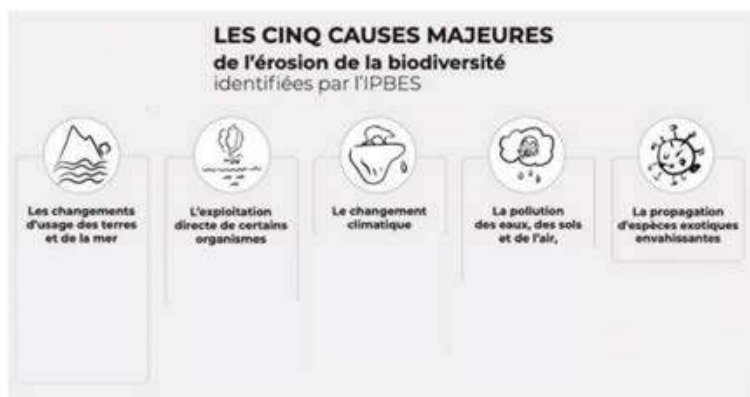 LES CINQ CAUSES MAJEURES
de l'érosion de la biodiversité
identifiées par l'IPBES
Les changements
d'usage des terres
et de la mer
L'exploitation
directe de certains
organismes
Le changement
climatique
La pollution
des eaux, des sols
et de l'air,
La propagation
d'espèces exotiques
envahissantes